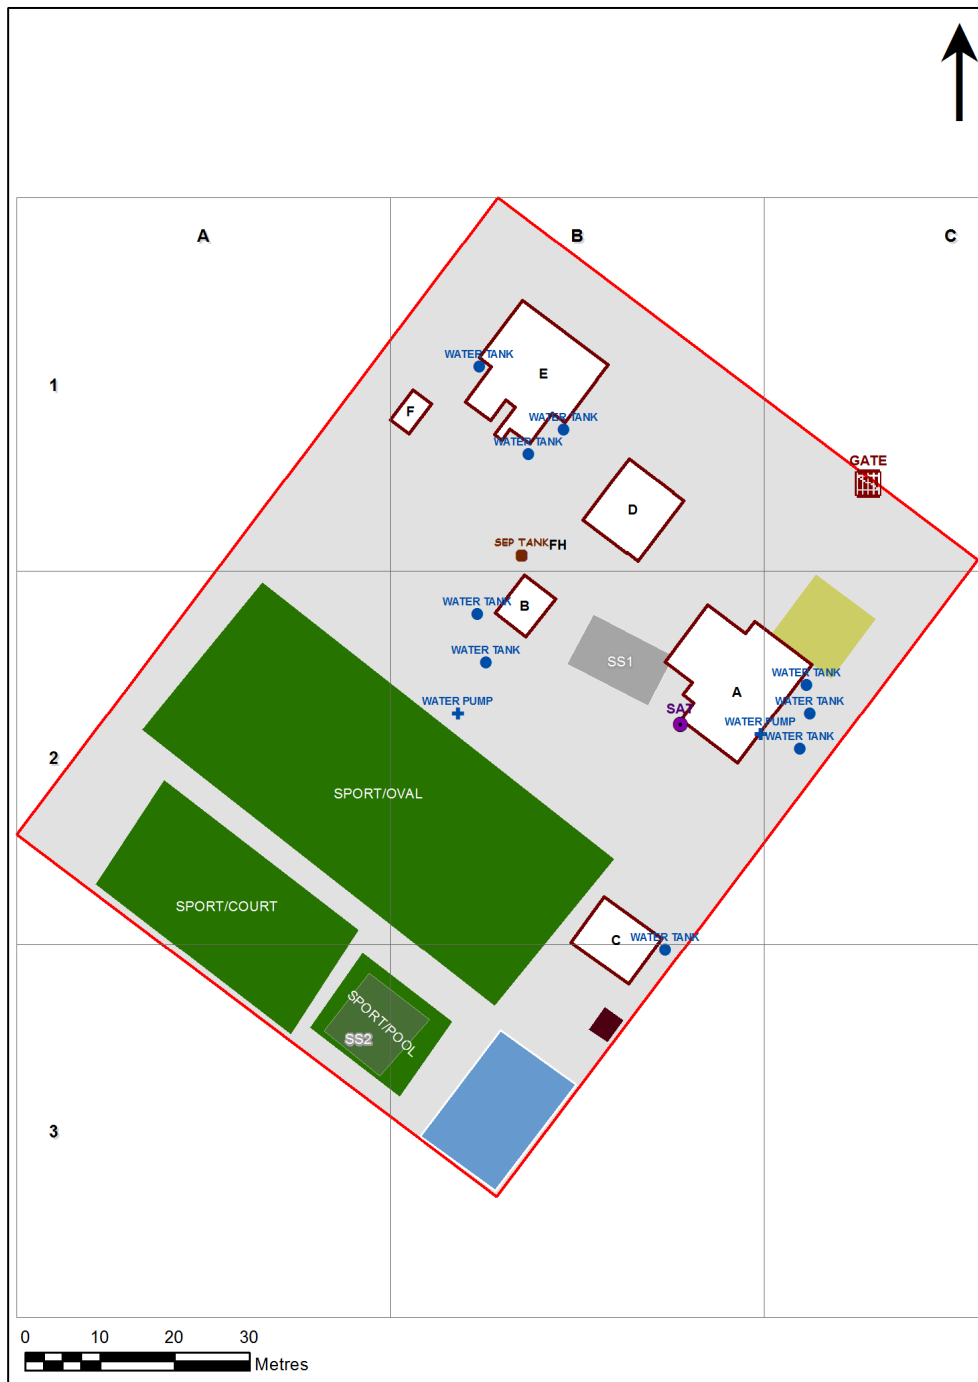 A
B
C
WATER TANK
E
1
F
WATER TANK
WATER TANK
GATE
D
SEP TANK
FH
WATER TANK
B
WATER TANK
SS1
WATER TANK
A
WATER PUMP
WATER TANK
SAT
WATER PUMP
WATER TANK
2
SPORT/OVAL
SPORT/COURT
C
WATER TANK
SPORT/POOL
SS2
3
0 10 20 30
Metres